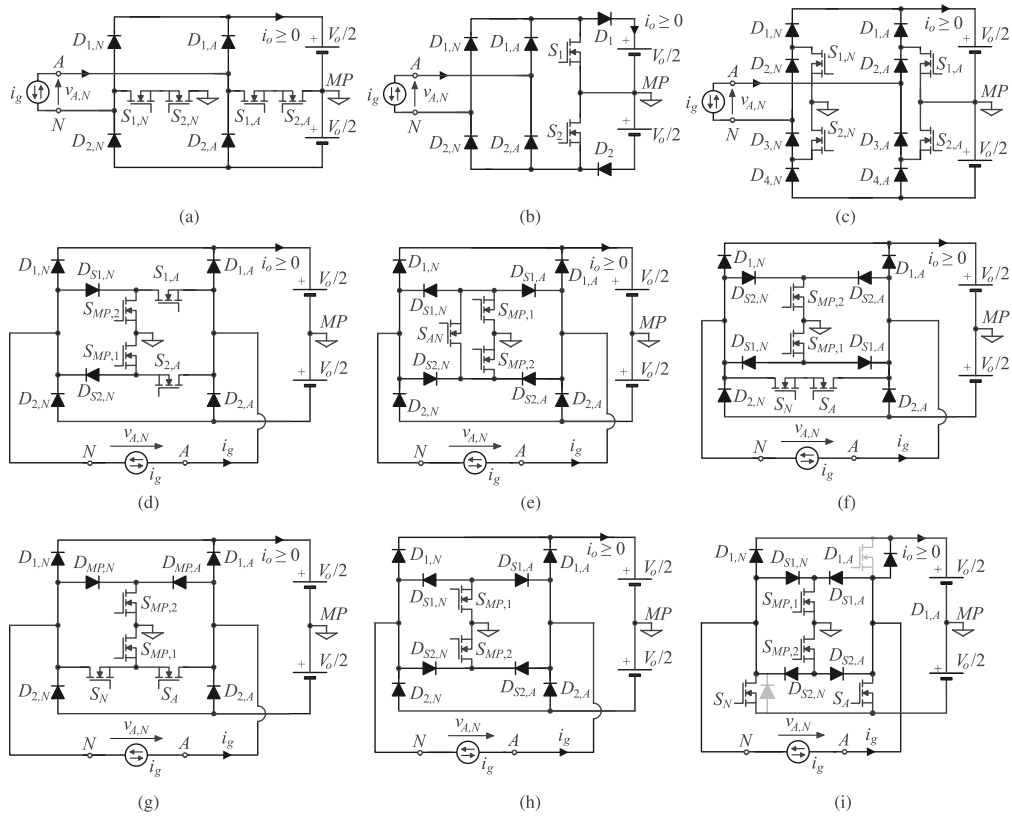 D1,N D1,A io ≥ 0 Vo/2
A
ig vA,N MP
N S1,N S2,N S1,A S2,A
D2,N D2,A Vo/2
(a)
D1,N D1,A S1 D1 io ≥ 0 Vo/2
A
ig vA,N MP
N
D2,N D2,A S2 D2 Vo/2
(b)
D1,N D1,A io ≥ 0
S1,N Vo/2
D2,N D2,A S1,A
A
ig vA,N MP
N S2,N
D3,N D3,A S2,A Vo/2
D4,N D4,A
(c)
D1,N DS1,N S1,A D1,A io ≥ 0
SMP,2 Vo/2
MP
SMP,1 S2,A
D2,N DS2,N D2,A Vo/2
vA,N
N A ig
ig
(d)
D1,N DS1,A D1,A io ≥ 0
DS1,N SMP,1 Vo/2
SAN MP
DS2,N SMP,2
D2,N DS2,A D2,A Vo/2
vA,N
N A ig
ig
(e)
D1,N D1,A io ≥ 0
DS2,N SMP,2 DS2,A Vo/2
MP
DS1,N SMP,1 DS1,A
D2,N SN SA D2,A Vo/2
vA,N
N A ig
ig
(f)
D1,N DMP,N DMP,A D1,A io ≥ 0
SMP,2 Vo/2
MP
SMP,1
D2,N SN SA D2,A Vo/2
vA,N
N A ig
ig
(g)
D1,N DS1,A D1,A io ≥ 0
DS1,N SMP,1 Vo/2
MP
DS2,N SMP,2
D2,N DS2,A D2,A Vo/2
vA,N
N A ig
ig
(h)
D1,N DS1,N D1,A io ≥ 0
SMP,1 DS1,A Vo/2
D1,A MP
SMP,2 DS2,A
SN DS2,N SA Vo/2
vA,N
N A ig
ig
(i)